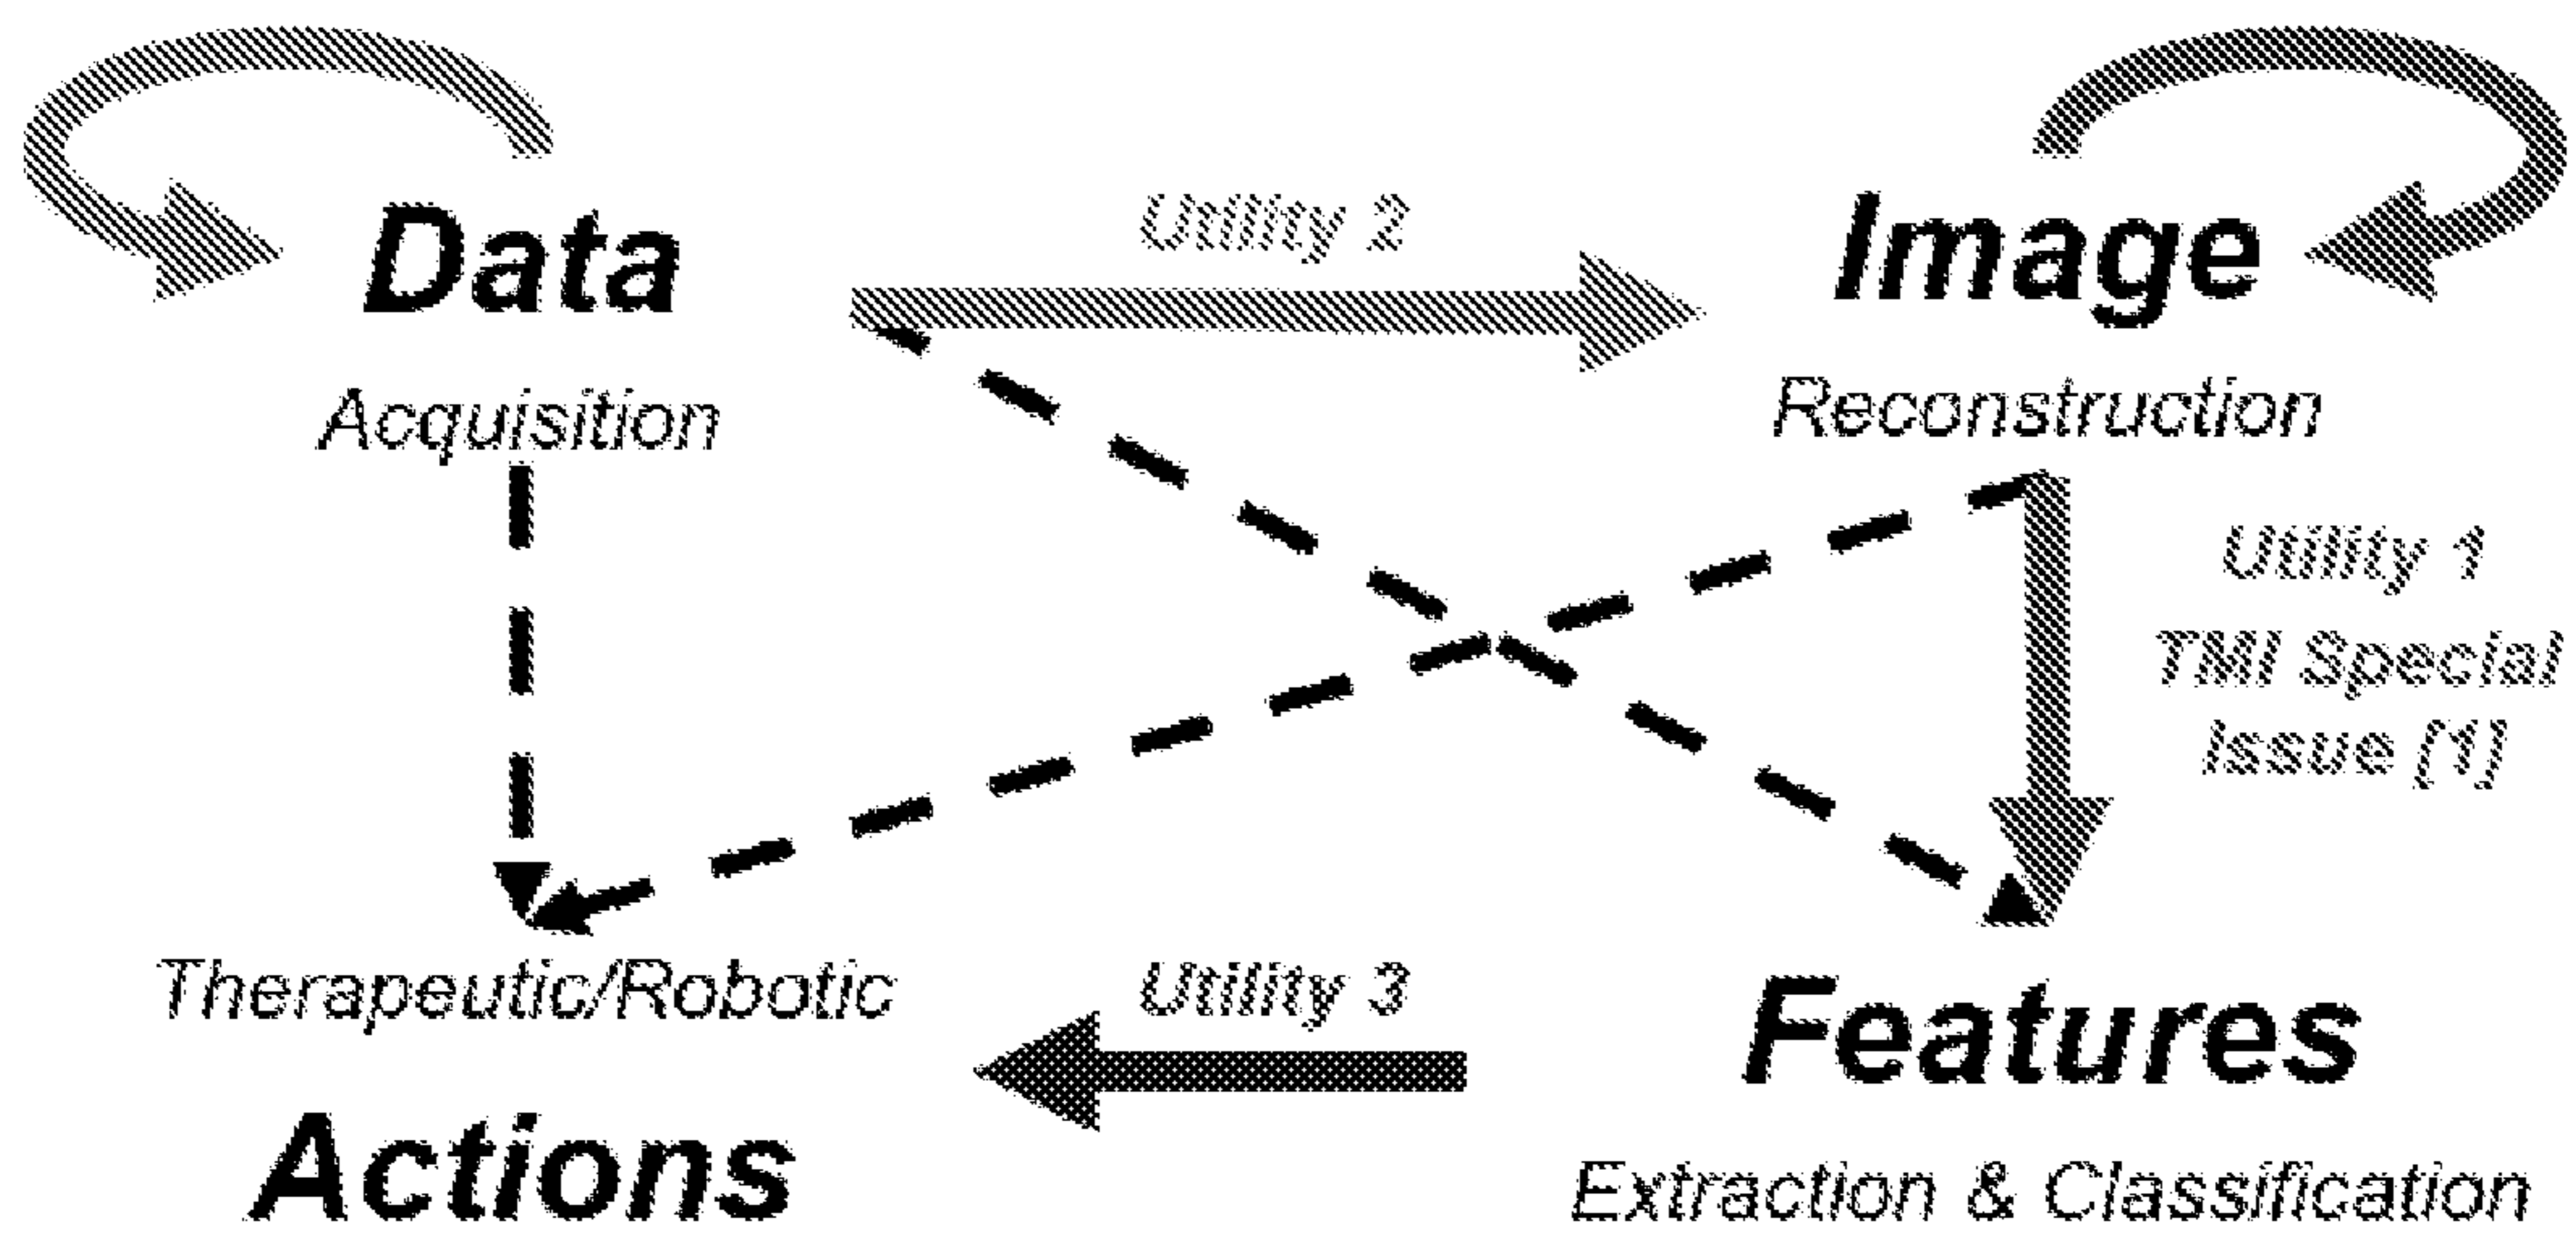 Data
Acquisition
Utility 2
Image
Reconstruction
Utility 1
TMI Special
Issue [1]
Therapeutic/Robotic
Actions
Utility 3
Features
Extraction & Classification